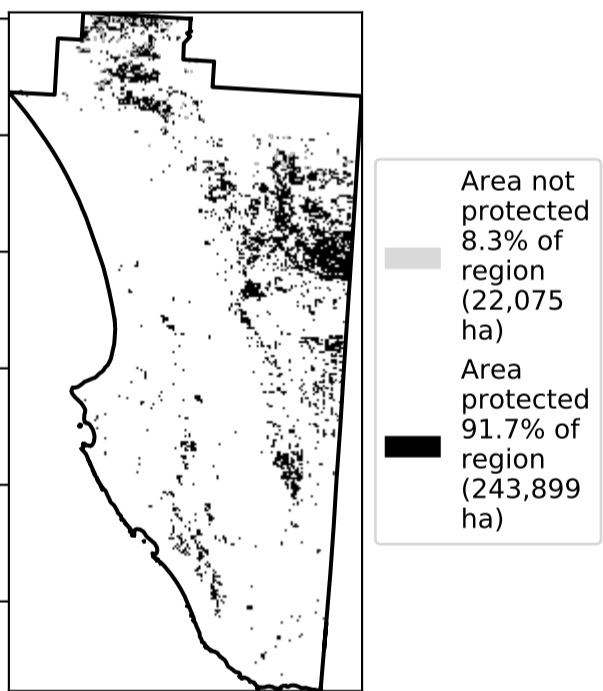 Area not
protected
8.3% of
region
(22,075
ha)
Area
protected
91.7% of
region
(243,899
ha)